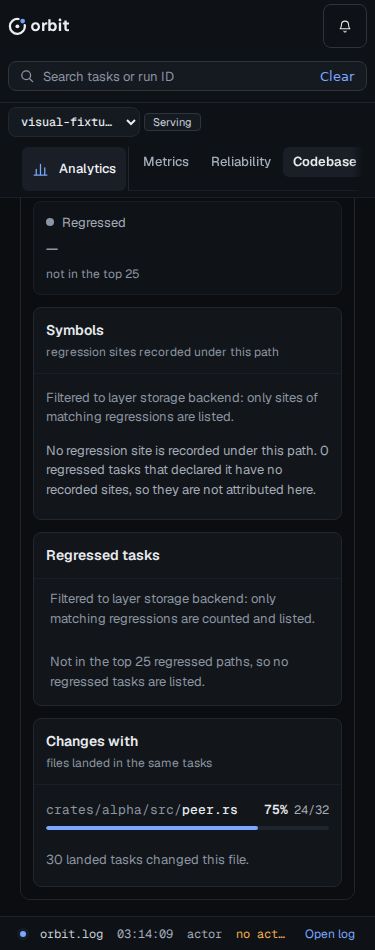 orbit
Search tasks or run ID Clear
visual-fixtu… Serving
Analytics Metrics Reliability Codebase
Regressed
—
not in the top 25
Symbols
regression sites recorded under this path
Filtered to layer storage backend: only sites of
matching regressions are listed.
No regression site is recorded under this path. 0
regressed tasks that declared it have no
recorded sites, so they are not attributed here.
Regressed tasks
Filtered to layer storage backend: only
matching regressions are counted and listed.
Not in the top 25 regressed paths, so no
regressed tasks are listed.
Changes with
files landed in the same tasks
crates/alpha/src/peer.rs 75% 24/32
30 landed tasks changed this file.
orbit.log 03:14:09 actor no act… Open log